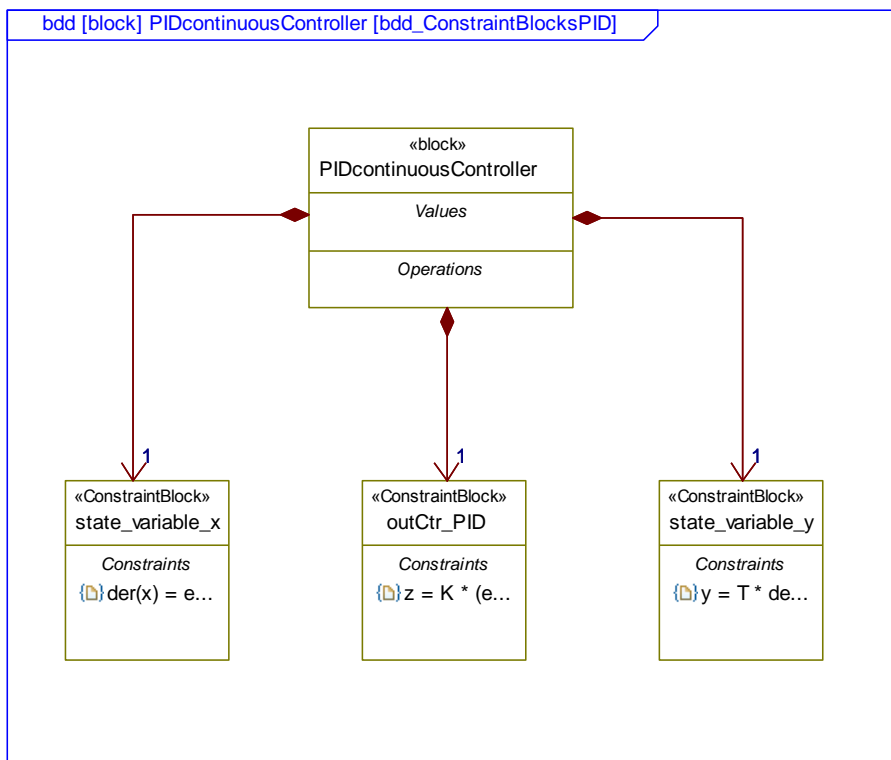 bdd [block] PIDcontinuousController [bdd_ConstraintBlocksPID]
«block»
PIDcontinuousController
Values
Operations
1
1
1
«ConstraintBlock»
state_variable_x
Constraints
{}der(x) = e...
«ConstraintBlock»
outCtr_PID
Constraints
{}z = K * (e...
«ConstraintBlock»
state_variable_y
Constraints
{}y = T * de...